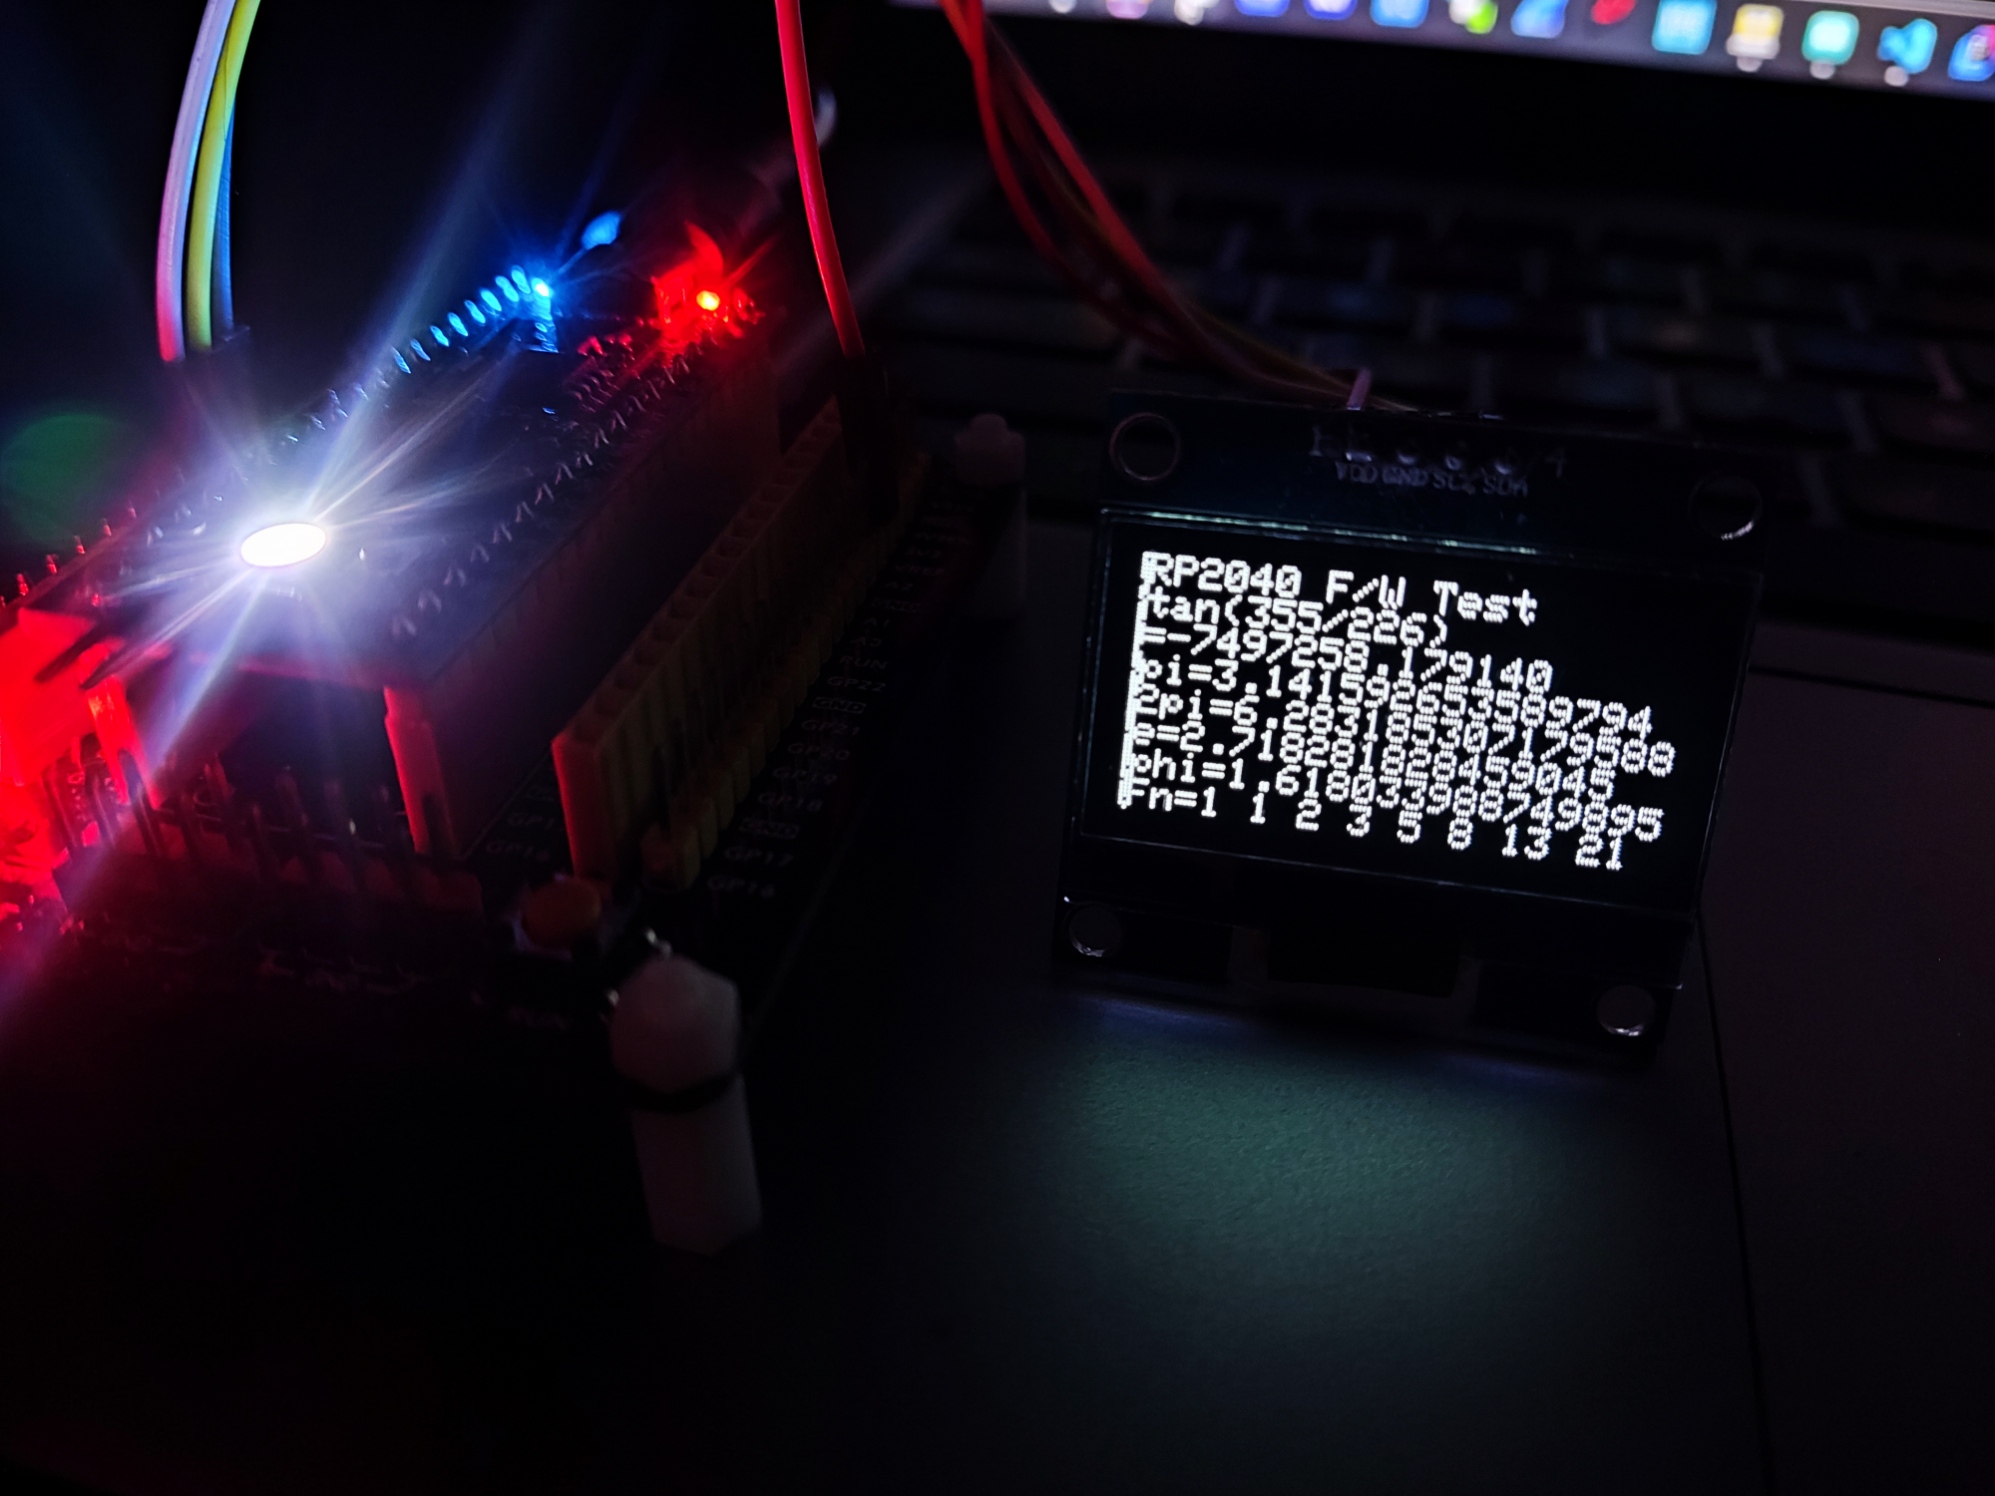 VDD GND SCK SDA
RP2040 F/W Test
tan(355/226)
=-7497258.179140
pi=3.141592653589794
2pi=6.283185307179588
e=2.718281828459045
phi=1.618033988749895
Fn=1 1 2 3 5 8 13 21
RUN
GP22
GND
GP21
GP20
GP19
GP18
GND
GP17
GP16